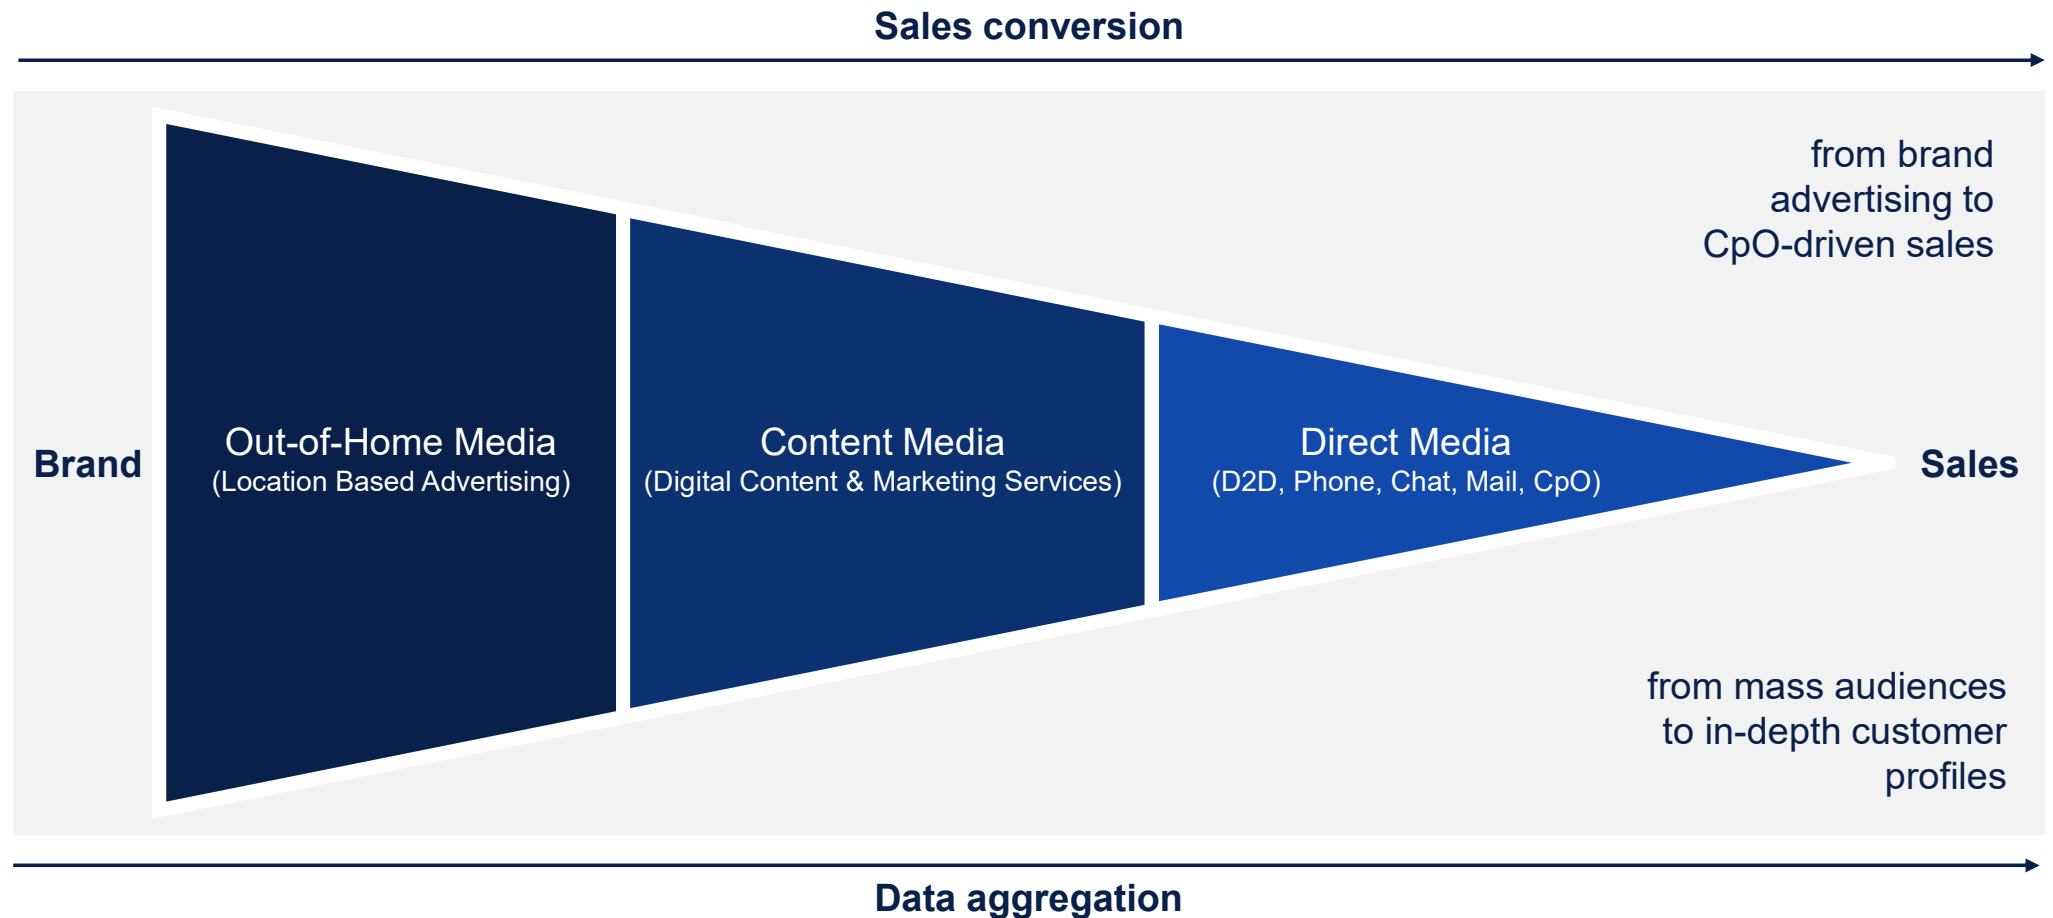 Sales conversion
from brand
advertising to
CpO-driven sales
Brand
Out-of-Home Media
(Location Based Advertising)
Content Media
(Digital Content & Marketing Services)
Direct Media
(D2D, Phone, Chat, Mail, CpO)
Sales
from mass audiences
to in-depth customer
profiles
Data aggregation